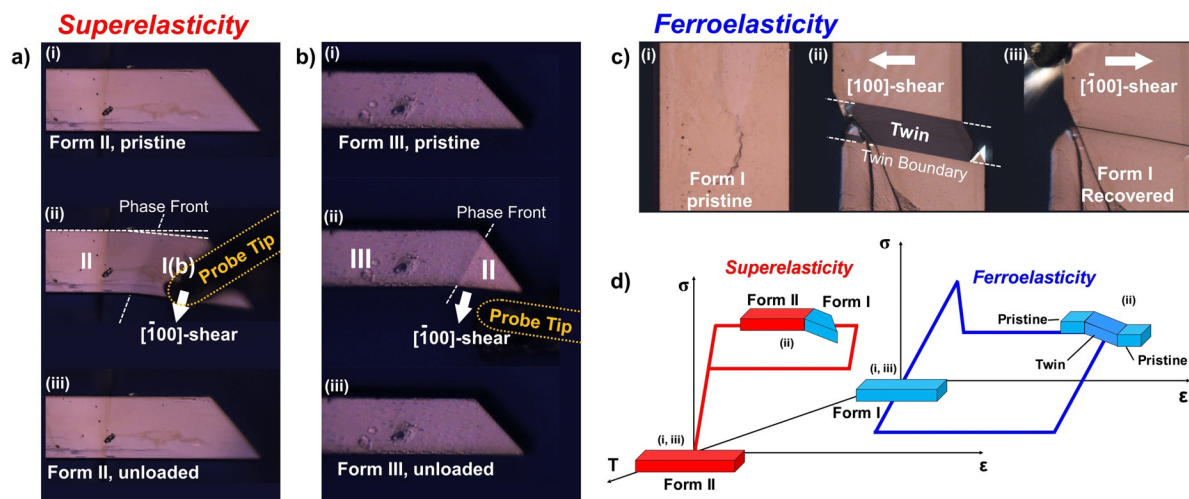 Superelasticity
Ferroelasticity
a)
(i)
Form II, pristine
(ii)
Phase Front
II
I(b)
Probe Tip
[1̄00]-shear
(iii)
Form II, unloaded
b)
(i)
Form III, pristine
(ii)
Phase Front
III
II
Probe Tip
[1̄00]-shear
(iii)
Form III, unloaded
c)
(i)
Form I
pristine
(ii)
[100]-shear
Twin
Twin Boundary
(iii)
[1̄00]-shear
Form I
Recovered
d)
σ
Superelasticity
Form II
Form I
(ii)
(i, iii)
Form II
T
ε
σ
Ferroelasticity
Pristine
(ii)
Twin
Pristine
(i, iii)
Form I
ε